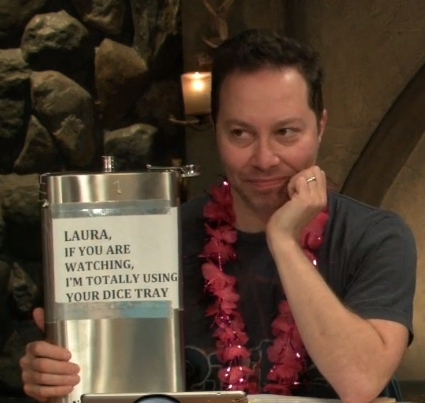 LAURA,
IF YOU ARE
WATCHING,
I'M TOTALLY USING
YOUR DICE TRAY